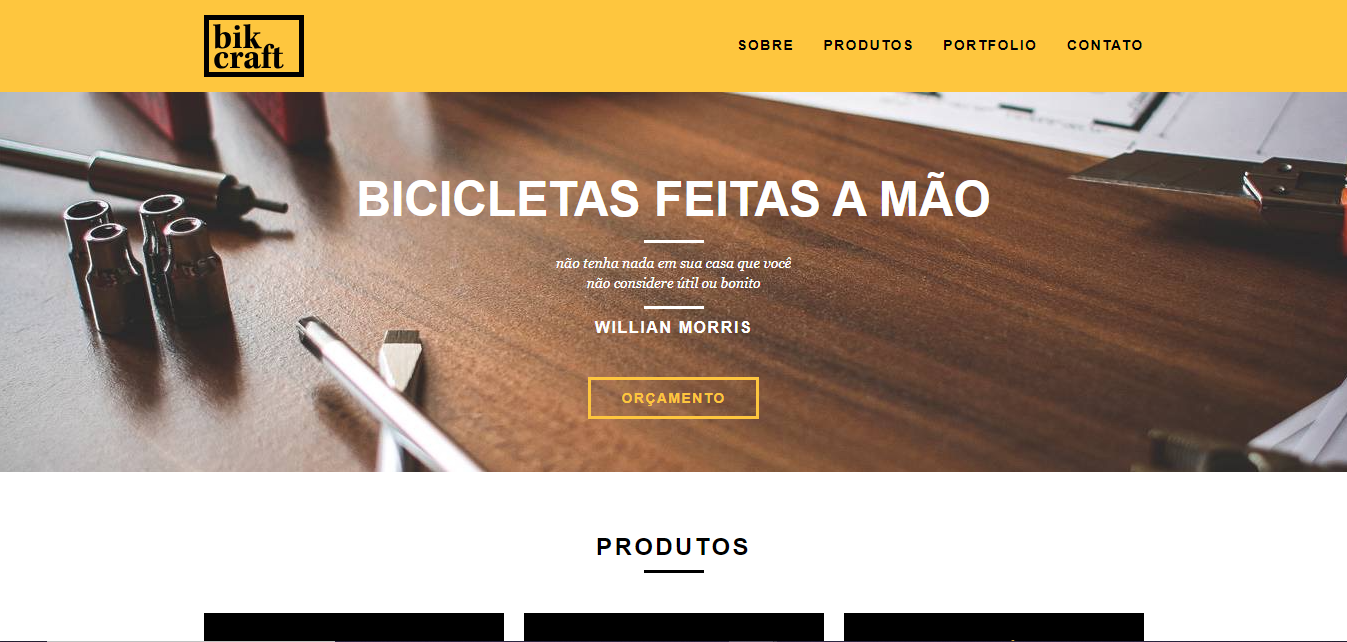 bik
craft
SOBRE PRODUTOS PORTFOLIO CONTATO
BICICLETAS FEITAS A MÃO
não tenha nada em sua casa que você
não considere útil ou bonito
WILLIAN MORRIS
ORÇAMENTO
PRODUTOS